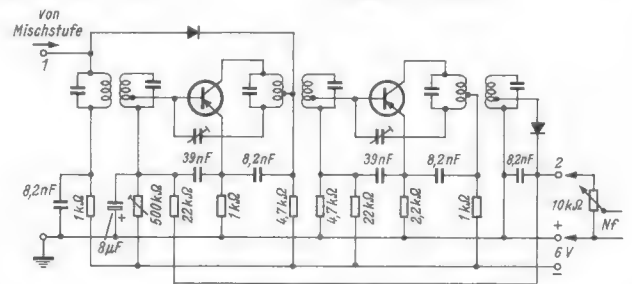 von
Mischstufe
1
39nF
8,2nF
39nF
8,2nF
8,2nF
2
8,2nF
1kΩ
8µF
+
500kΩ
22kΩ
1kΩ
4,7kΩ
4,7kΩ
22kΩ
2,2kΩ
1kΩ
10kΩ
Nf
+
6 V
–